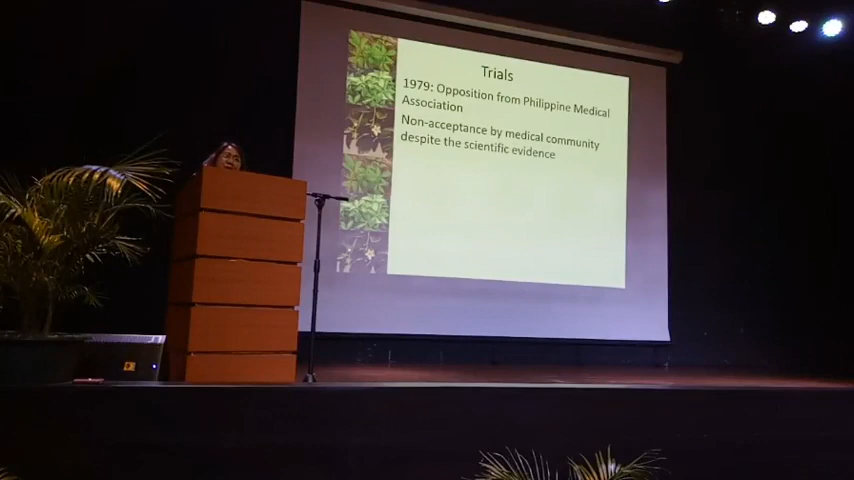 Trials
1979: Opposition from Philippine Medical
Association
Non-acceptance by medical community
despite the scientific evidence